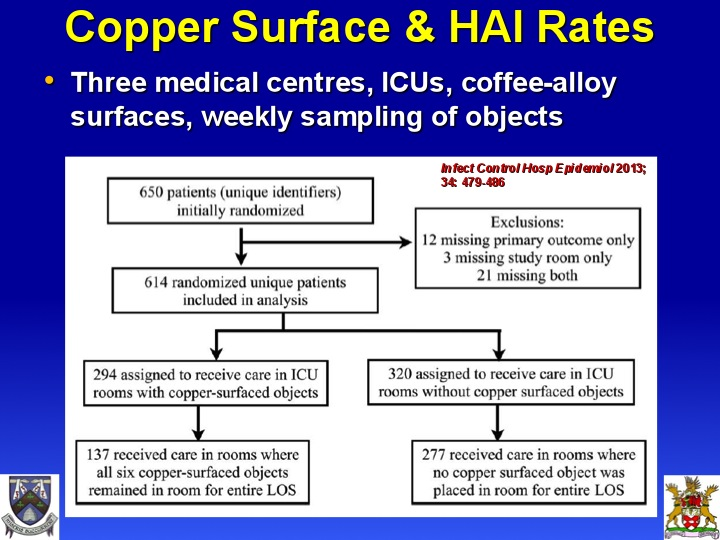 Copper Surface & HAI Rates
• Three medical centres, ICUs, coffee-alloy
surfaces, weekly sampling of objects
Infect Control Hosp Epidemiol 2013;
34: 479-486
650 patients (unique identifiers)
initially randomized
Exclusions:
12 missing primary outcome only
3 missing study room only
21 missing both
614 randomized unique patients
included in analysis
294 assigned to receive care in ICU
rooms with copper-surfaced objects
320 assigned to receive care in ICU
rooms without copper surfaced objects
137 received care in rooms where
all six copper-surfaced objects
remained in room for entire LOS
277 received care in rooms where
no copper surfaced object was
placed in room for entire LOS